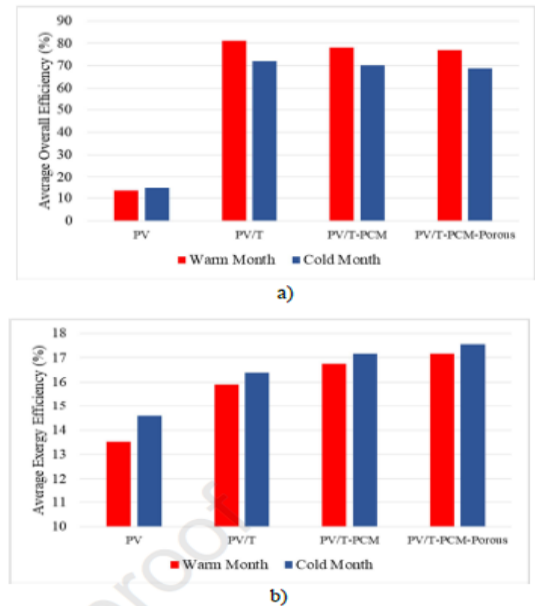 Average Overall Efficiency (%)
90
80
70
60
50
40
30
20
10
0
PV PV/T PV/T-PCM PV/T-PCM-Porous
Warm Month Cold Month
a)
Average Exergy Efficiency (%)
18
17
16
15
14
13
12
11
10
PV PV/T PV/T-PCM PV/T-PCM-Porous
Warm Month Cold Month
b)
roof